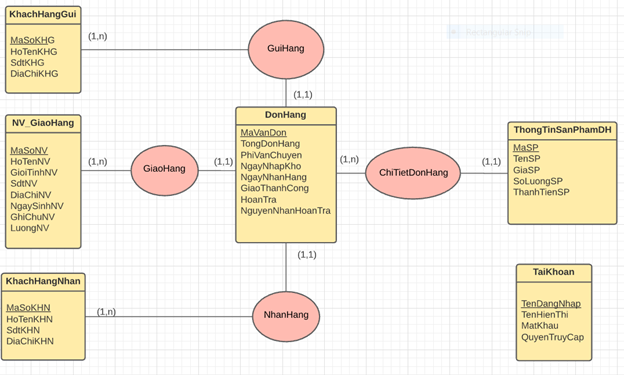 KhachHangGui
MaSoKHG
HoTenKHG
SdtKHG
DiaChiKHG
(1,n)
GuiHang
(1,1)
NV_GiaoHang
MaSoNV
HoTenNV
GioiTinhNV
SdtNV
DiaChiNV
NgaySinhNV
GhiChuNV
LuongNV
(1,n)
GiaoHang
(1,1)
DonHang
MaVanDon
TongDonHang
PhiVanChuyen
NgayNhapKho
NgayNhanHang
GiaoThanhCong
HoanTra
NguyenNhanHoanTra
(1,n)
ChiTietDonHang
(1,1)
ThongTinSanPhamDH
MaSP
TenSP
GiaSP
SoLuongSP
ThanhTienSP
(1,1)
KhachHangNhan
MaSoKHN
HoTenKHN
SdtKHN
DiaChiKHN
(1,n)
NhanHang
TaiKhoan
TenDangNhap
TenHienThi
MatKhau
QuyenTruyCap